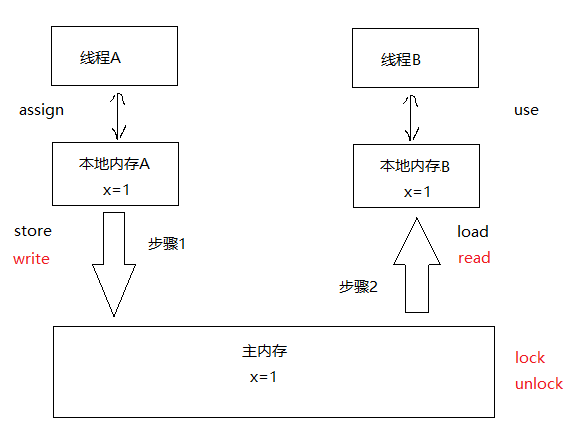 线程A
线程B
assign
use
本地内存A
x=1
本地内存B
x=1
store
write
步骤1
load
read
步骤2
主内存
x=1
lock
unlock